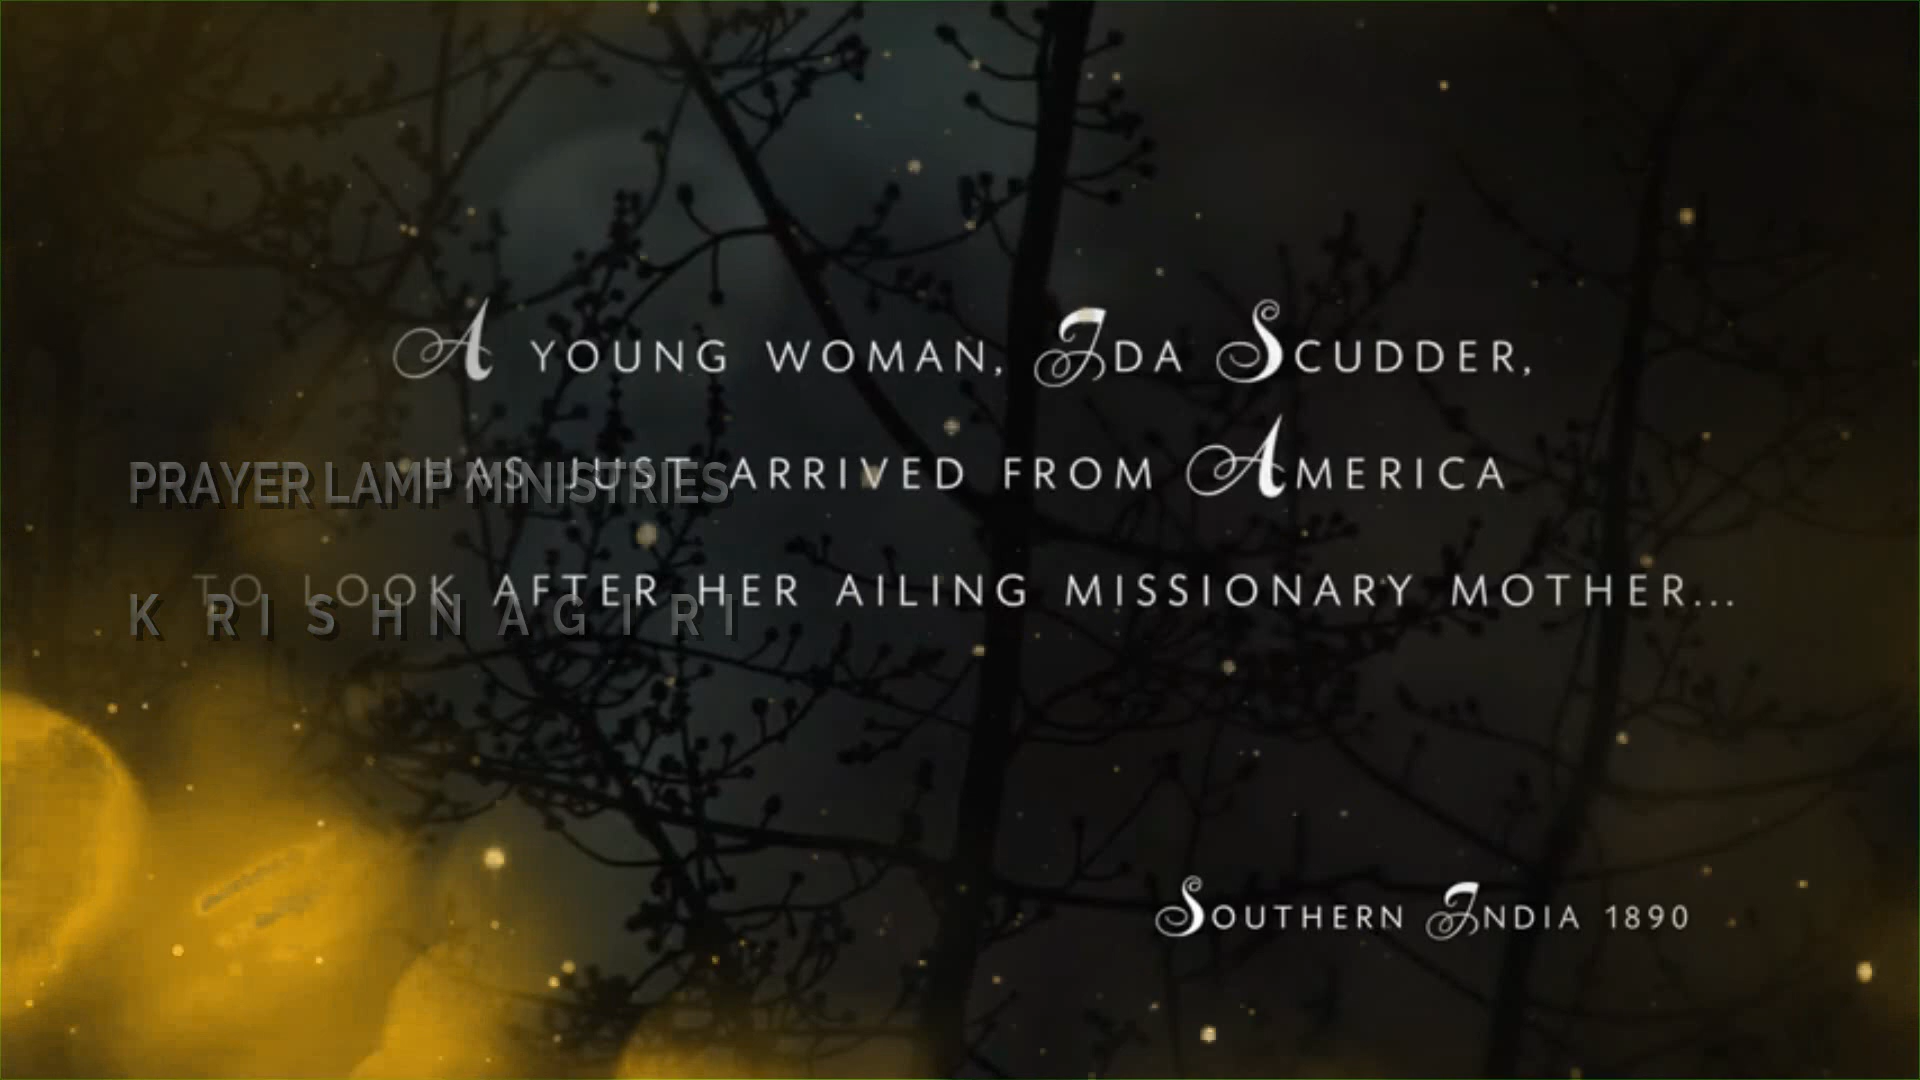 A YOUNG WOMAN, IDA SCUDDER,
HAS JUST ARRIVED FROM AMERICA
PRAYER LAMP MINISTRIES
TO LOOK AFTER HER AILING MISSIONARY MOTHER...
KRISHNAGIRI
SOUTHERN INDIA 1890